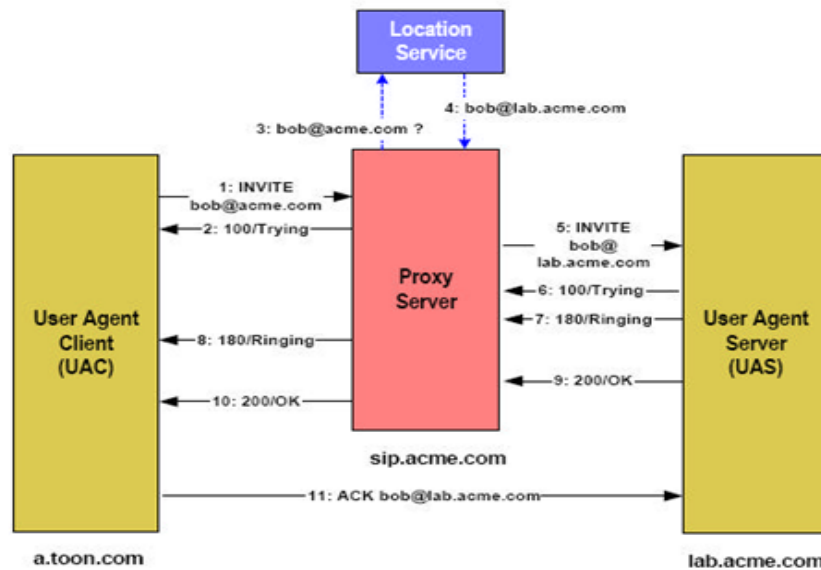 Location
Service
4: bob@lab.acme.com
3: bob@acme.com ?
1: INVITE
bob@acme.com
2: 100/Trying
5: INVITE
bob@
lab.acme.com
Proxy
Server
6: 100/Trying
7: 180/Ringing
User Agent
Client
(UAC)
8: 180/Ringing
User Agent
Server
(UAS)
9: 200/OK
10: 200/OK
sip.acme.com
11: ACK bob@lab.acme.com
a.toon.com
lab.acme.com